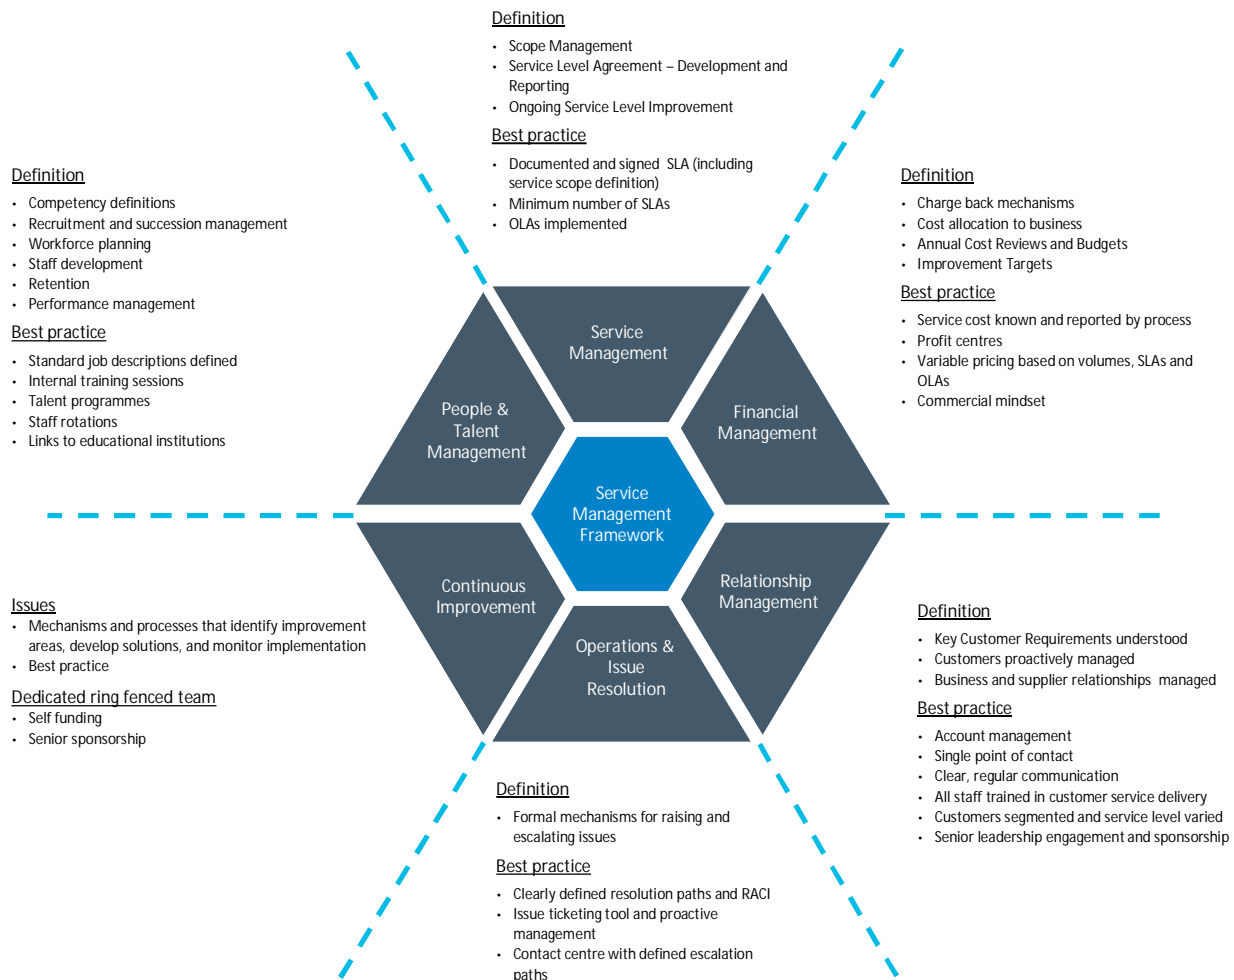 Definition
• Scope Management
• Service Level Agreement – Development and
Reporting
• Ongoing Service Level Improvement
Best practice
• Documented and signed SLA (including
service scope definition)
• Minimum number of SLAs
• OLAs implemented
Definition
• Competency definitions
• Recruitment and succession management
• Workforce planning
• Staff development
• Retention
• Performance management
Best practice
• Standard job descriptions defined
• Internal training sessions
• Talent programmes
• Staff rotations
• Links to educational institutions
Definition
• Charge back mechanisms
• Cost allocation to business
• Annual Cost Reviews and Budgets
• Improvement Targets
Best practice
• Service cost known and reported by process
• Profit centres
• Variable pricing based on volumes, SLAs and
OLAs
• Commercial mindset
Service
Management
People &
Talent
Management
Financial
Management
Service
Management
Framework
Continuous
Improvement
Relationship
Management
Operations &
Issue
Resolution
Issues
• Mechanisms and processes that identify improvement
areas, develop solutions, and monitor implementation
• Best practice
Dedicated ring fenced team
• Self funding
• Senior sponsorship
Definition
• Key Customer Requirements understood
• Customers proactively managed
• Business and supplier relationships managed
Best practice
• Account management
• Single point of contact
• Clear, regular communication
• All staff trained in customer service delivery
• Customers segmented and service level varied
• Senior leadership engagement and sponsorship
Definition
• Formal mechanisms for raising and
escalating issues
Best practice
• Clearly defined resolution paths and RACI
• Issue ticketing tool and proactive
management
• Contact centre with defined escalation
paths